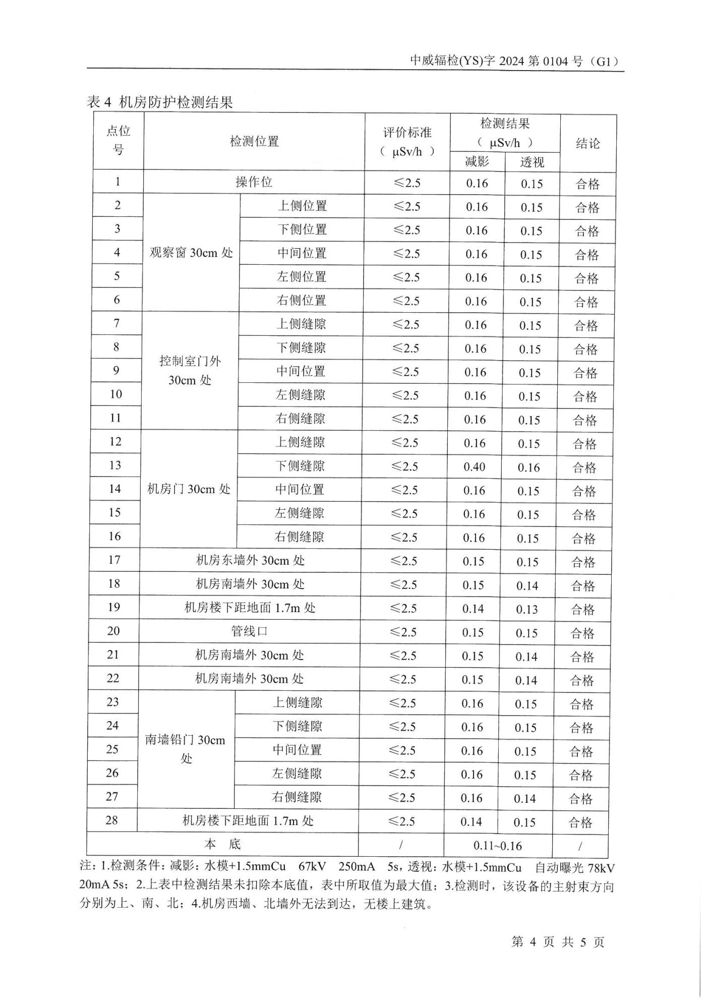 中威辐检(YS)字 2024 第 0104 号（G1）
表 4 机房防护检测结果
点位号 检测位置 评价标准（ μSv/h ） 检测结果（ μSv/h ） 结论
减影 透视
1 操作位 ≤2.5 0.16 0.15 合格
观察窗 30cm 处
2 上侧位置 ≤2.5 0.16 0.15 合格
3 下侧位置 ≤2.5 0.16 0.15 合格
4 中间位置 ≤2.5 0.16 0.15 合格
5 左侧位置 ≤2.5 0.16 0.15 合格
6 右侧位置 ≤2.5 0.16 0.15 合格
控制室门外 30cm 处
7 上侧缝隙 ≤2.5 0.16 0.15 合格
8 下侧缝隙 ≤2.5 0.16 0.15 合格
9 中间位置 ≤2.5 0.16 0.15 合格
10 左侧缝隙 ≤2.5 0.16 0.15 合格
11 右侧缝隙 ≤2.5 0.16 0.15 合格
机房门 30cm 处
12 上侧缝隙 ≤2.5 0.16 0.15 合格
13 下侧缝隙 ≤2.5 0.40 0.16 合格
14 中间位置 ≤2.5 0.16 0.15 合格
15 左侧缝隙 ≤2.5 0.16 0.15 合格
16 右侧缝隙 ≤2.5 0.16 0.15 合格
17 机房东墙外 30cm 处 ≤2.5 0.15 0.15 合格
18 机房南墙外 30cm 处 ≤2.5 0.15 0.14 合格
19 机房楼下距地面 1.7m 处 ≤2.5 0.14 0.13 合格
20 管线口 ≤2.5 0.15 0.15 合格
21 机房南墙外 30cm 处 ≤2.5 0.15 0.14 合格
22 机房南墙外 30cm 处 ≤2.5 0.15 0.14 合格
南墙铅门 30cm 处
23 上侧缝隙 ≤2.5 0.16 0.15 合格
24 下侧缝隙 ≤2.5 0.16 0.15 合格
25 中间位置 ≤2.5 0.16 0.15 合格
26 左侧缝隙 ≤2.5 0.16 0.15 合格
27 右侧缝隙 ≤2.5 0.16 0.14 合格
28 机房楼下距地面 1.7m 处 ≤2.5 0.14 0.15 合格
本 底 / 0.11~0.16 /
注：1.检测条件：减影：水模+1.5mmCu 67kV 250mA 5s，透视：水模+1.5mmCu 自动曝光 78kV
20mA 5s；2.上表中检测结果未扣除本底值，表中所取值为最大值；3.检测时，该设备的主射束方向
分别为上、南、北；4.机房西墙、北墙外无法到达，无楼上建筑。
第 4 页 共 5 页